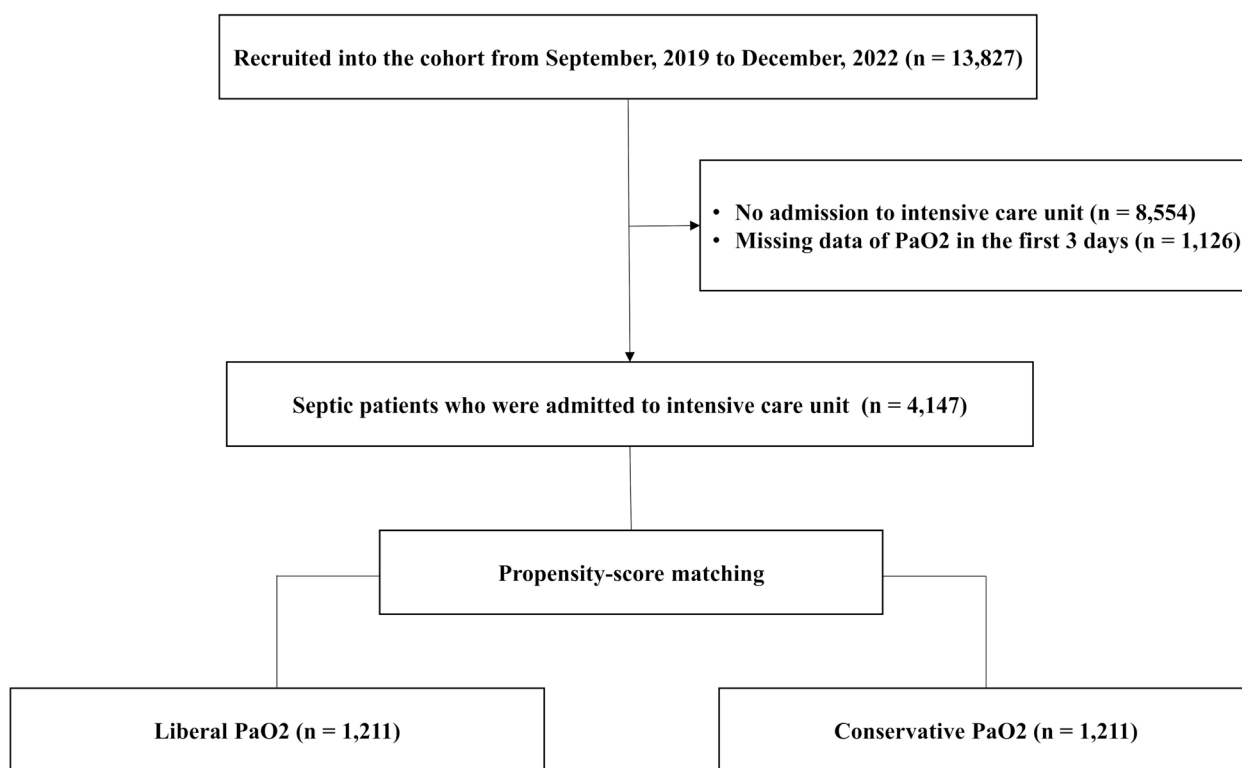 Recruited into the cohort from September, 2019 to December, 2022 (n = 13,827)
• No admission to intensive care unit (n = 8,554)
• Missing data of PaO2 in the first 3 days (n = 1,126)
Septic patients who were admitted to intensive care unit (n = 4,147)
Propensity-score matching
Liberal PaO2 (n = 1,211)
Conservative PaO2 (n = 1,211)